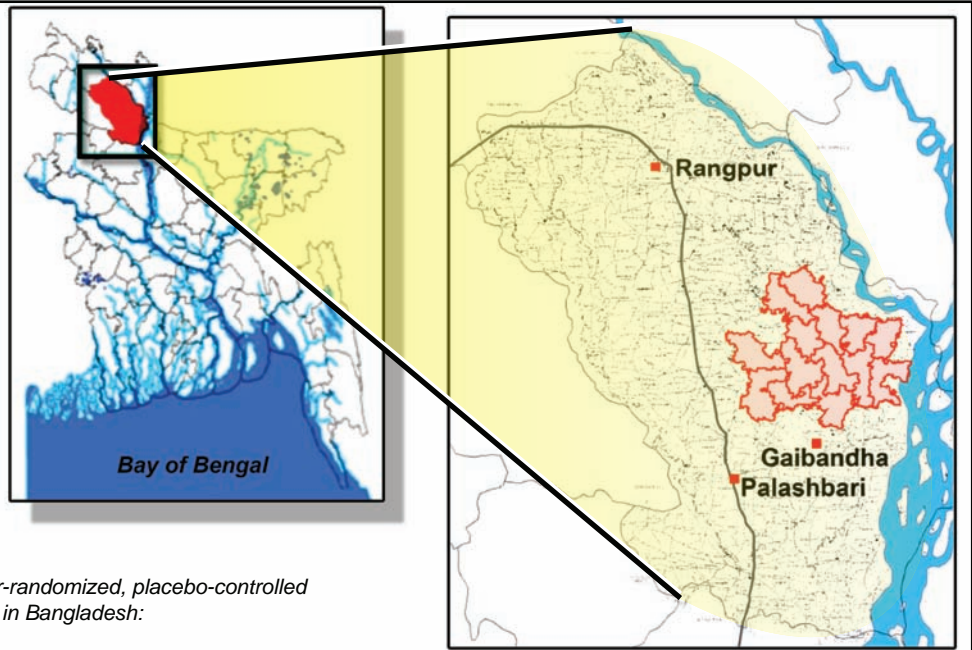 Rangpur
Gaibandha
Palashbari
Bay of Bengal
r-randomized, placebo-controlled
in Bangladesh: